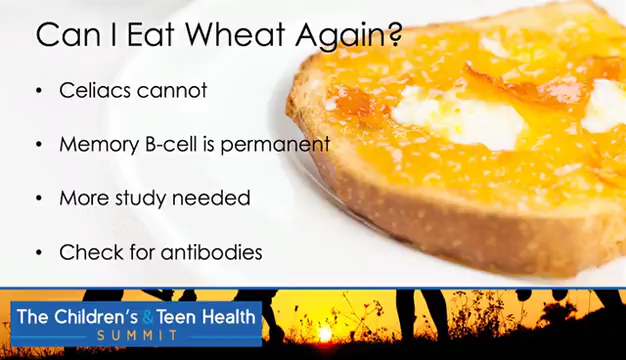 Can I Eat Wheat Again?
• Celiacs cannot
• Memory B-cell is permanent
• More study needed
• Check for antibodies
The Children's & Teen Health
SUMMIT